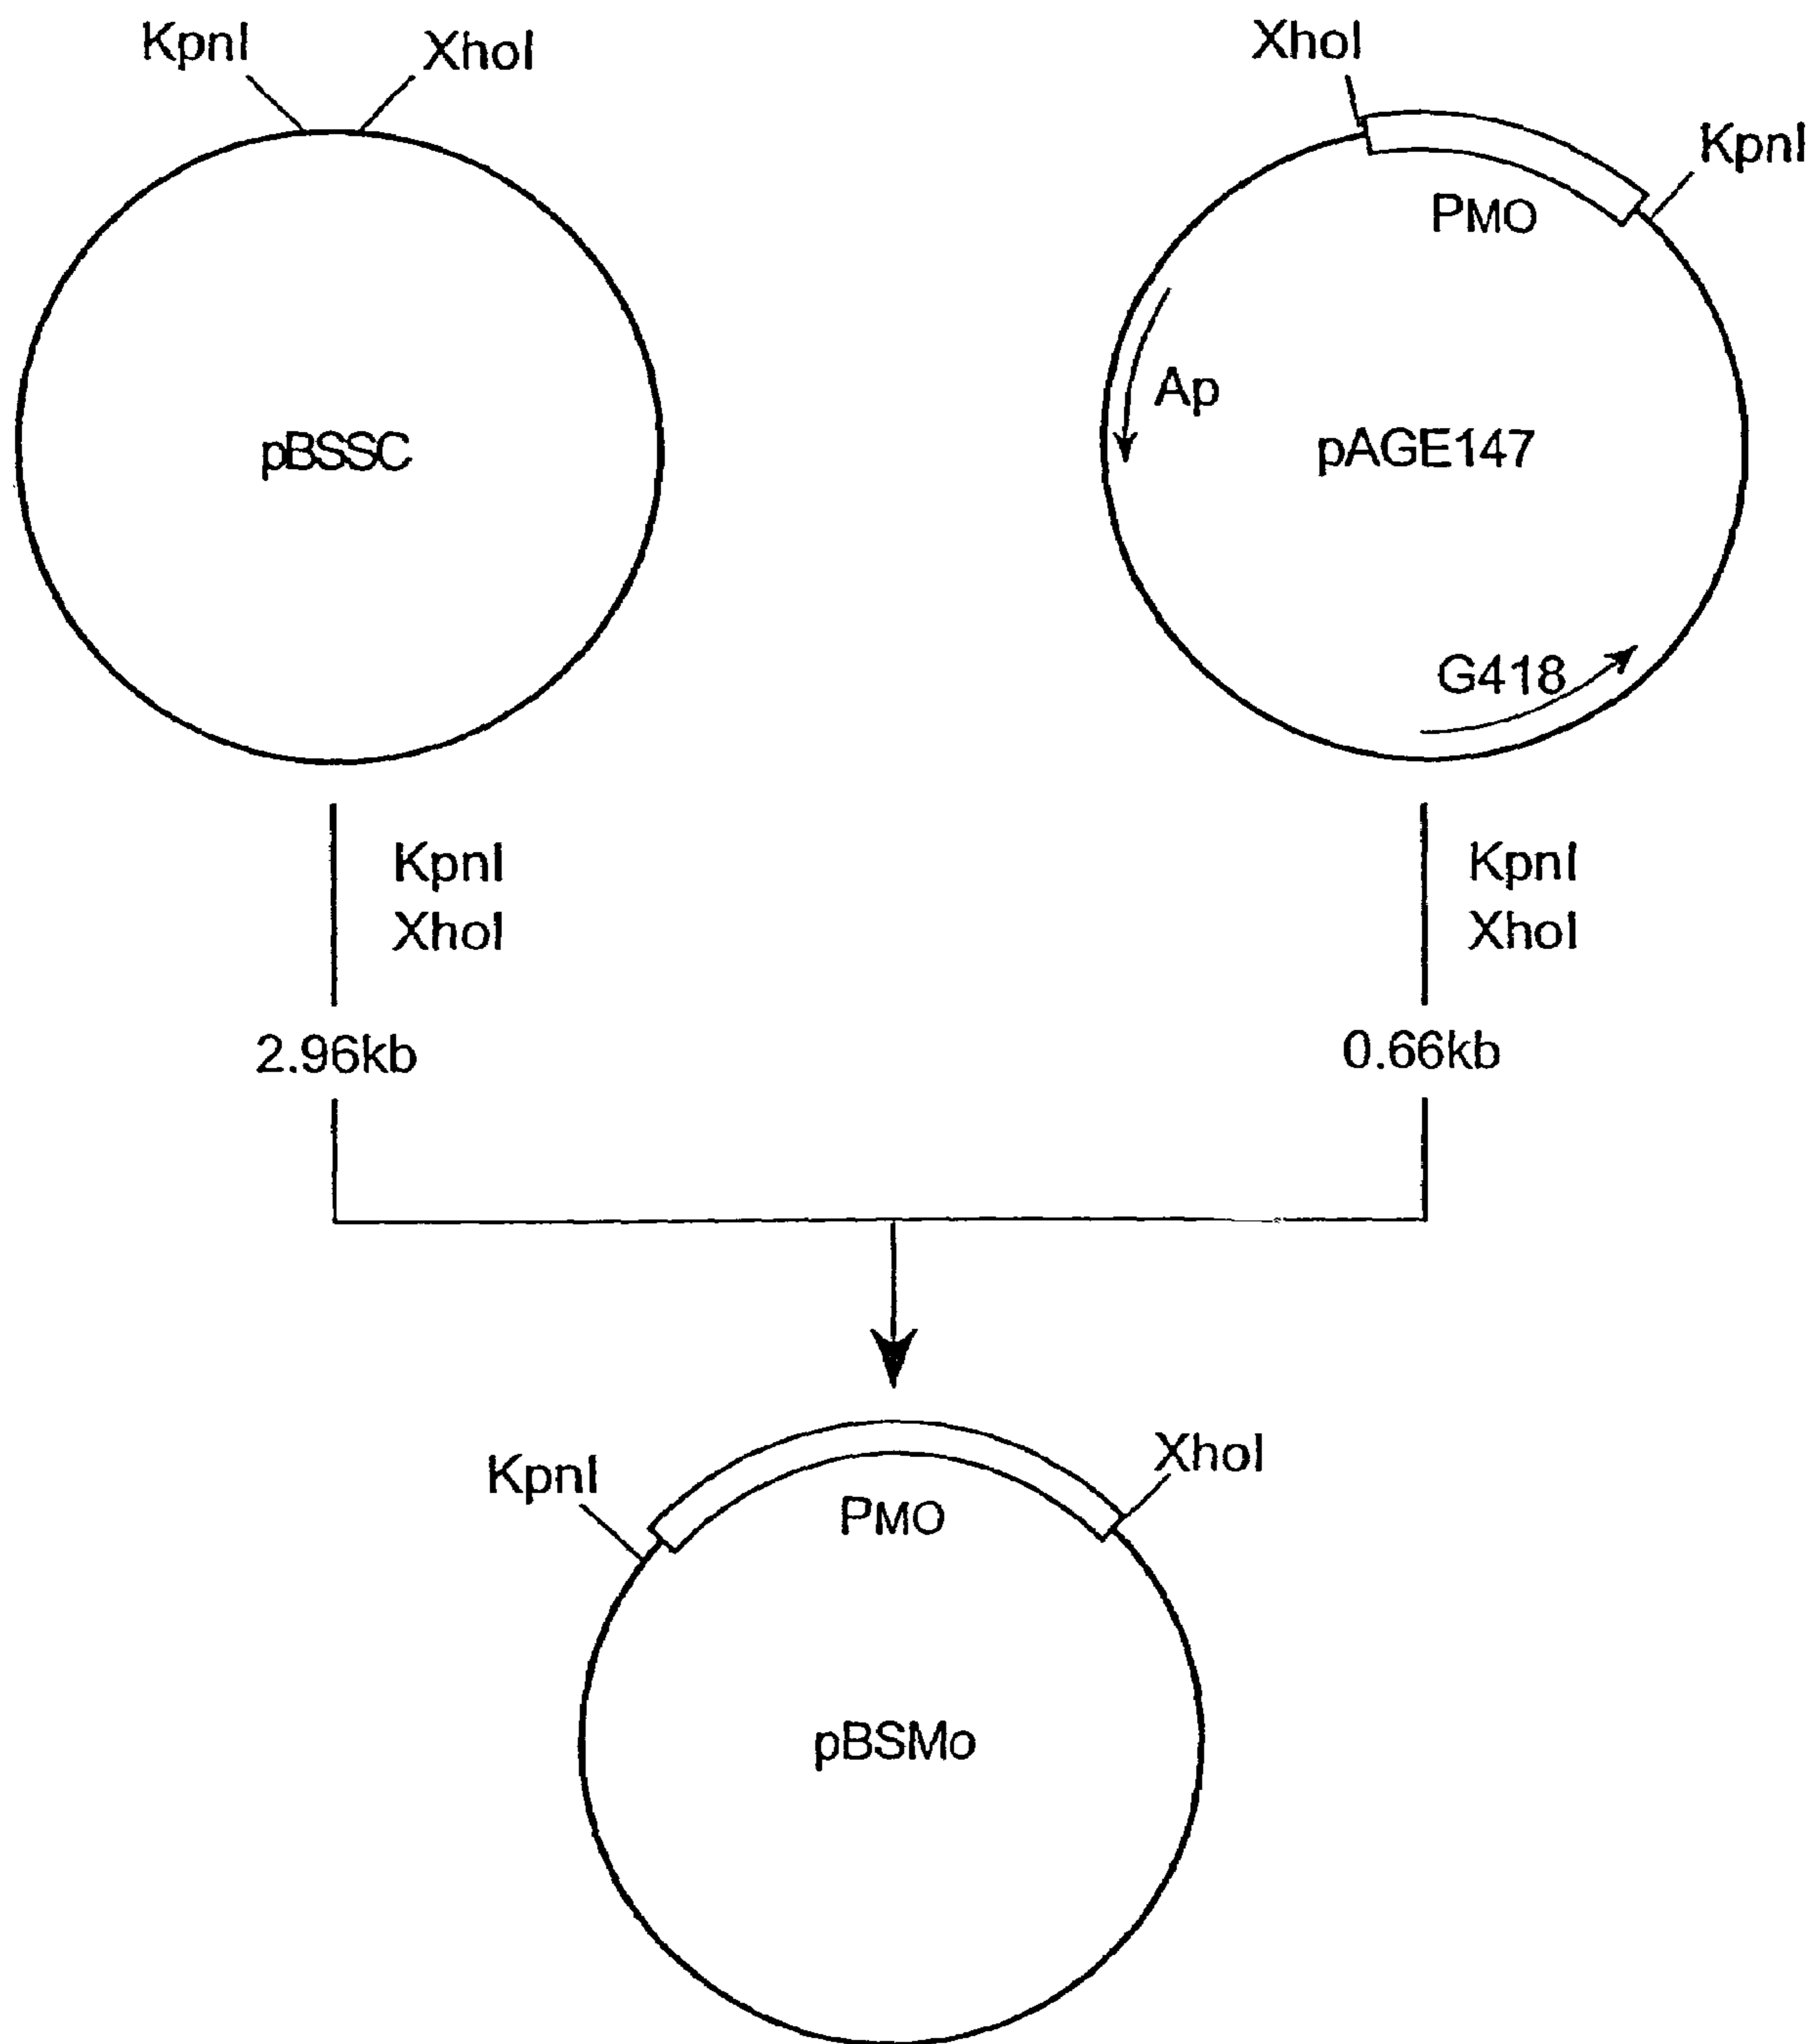 KpnI
XhoI
pBSSC
XhoI
KpnI
PMO
Ap
pAGE147
G418
KpnI
XhoI
KpnI
XhoI
2.96kb
0.66kb
KpnI
XhoI
PMO
pBSMo